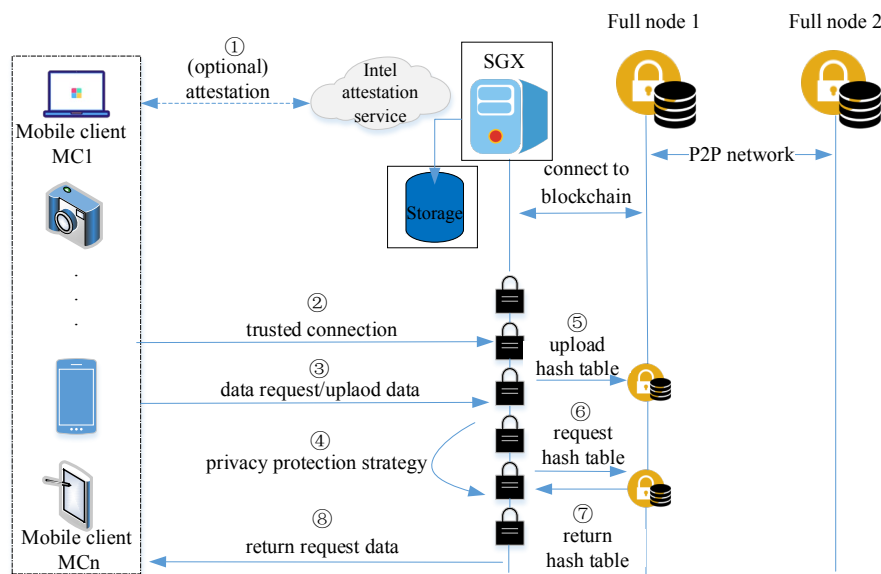 Full node 1
Full node 2
①
(optional)
attestation
Intel
attestation
service
SGX
Mobile client
MC1
P2P network
connect to
blockchain
Storage
.
.
.
②
trusted connection
③
data request/uplaod data
④
privacy protection strategy
⑤
upload
hash table
⑥
request
hash table
⑦
return
hash table
⑧
return request data
Mobile client
MCn